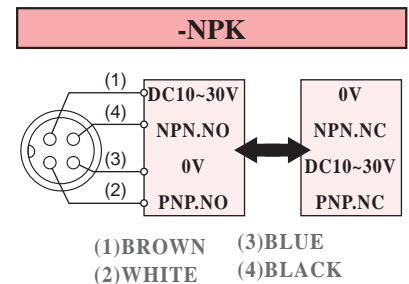 -NPK
(1) DC10~30V 0V
(4) NPN.NO NPN.NC
(3) 0V DC10~30V
(2) PNP.NO PNP.NC
(1)BROWN (3)BLUE
(2)WHITE (4)BLACK